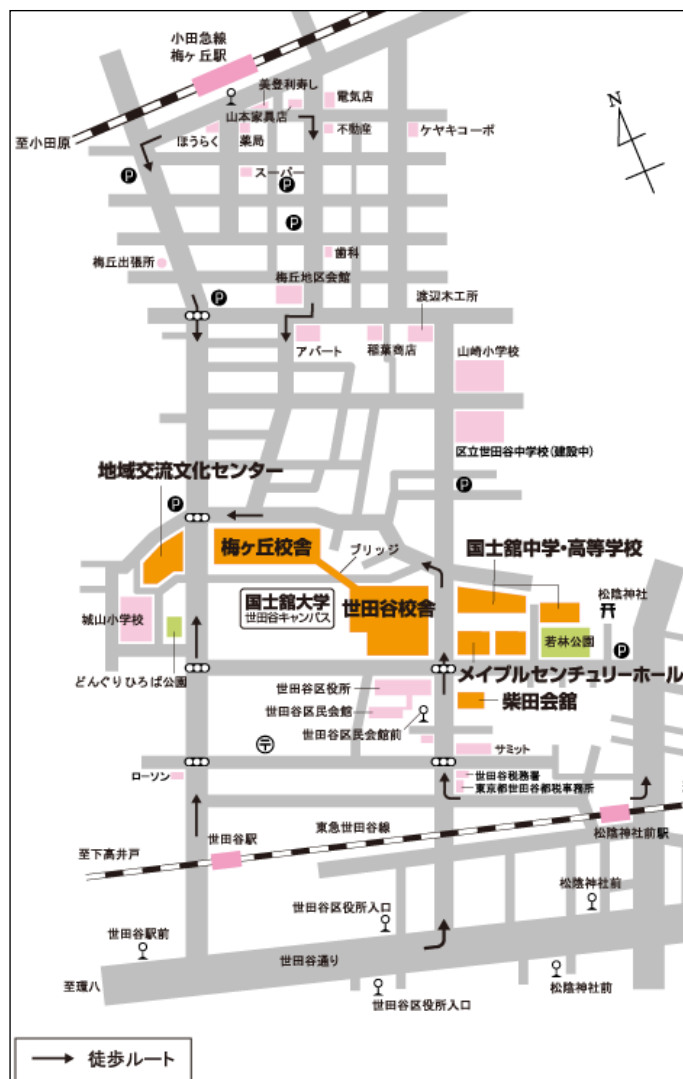 小田急線
梅ヶ丘駅
美登利寿し
電気店
山本家具店
至小田原
ほうらく
薬局
不動産
ケヤキコーポ
N
P
スーパー
P
P
歯科
梅丘出張所
梅丘地区会館
P
渡辺木工所
アパート
稲葉商店
山崎小学校
区立世田谷中学校(建設中)
地域交流文化センター
P
P
梅ヶ丘校舎
ブリッジ
国士舘中学・高等学校
国士舘大学
世田谷キャンパス
世田谷校舎
松陰神社
城山小学校
若林公園
P
どんぐりひろば公園
メイプルセンチュリーホール
世田谷区役所
柴田会館
世田谷区民会館
世田谷区民会館前
〒
サミット
ローソン
世田谷税務署
東京都世田谷都税事務所
東急世田谷線
世田谷駅
松陰神社前駅
至下高井戸
松陰神社前
世田谷区役所入口
世田谷駅前
世田谷通り
至環八
松陰神社前
世田谷区役所入口
徒歩ルート